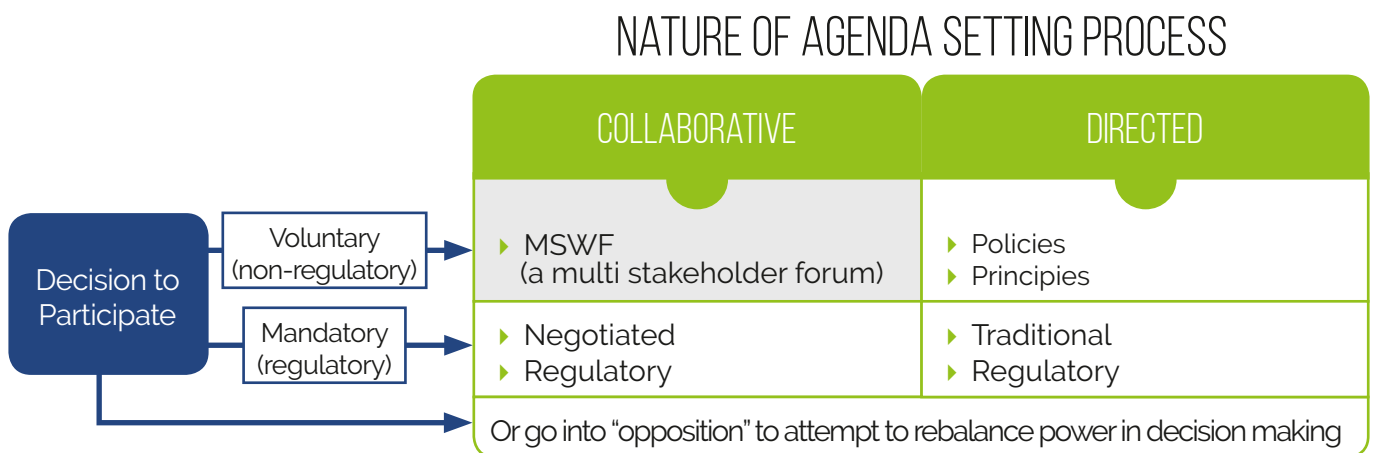 NATURE OF AGENDA SETTING PROCESS
COLLABORATIVE
DIRECTED
Decision to
Participate
Voluntary
(non-regulatory)
MSWF
(a multi stakeholder forum)
Policies
Principies
Mandatory
(regulatory)
Negotiated
Regulatory
Traditional
Regulatory
Or go into “opposition” to attempt to rebalance power in decision making